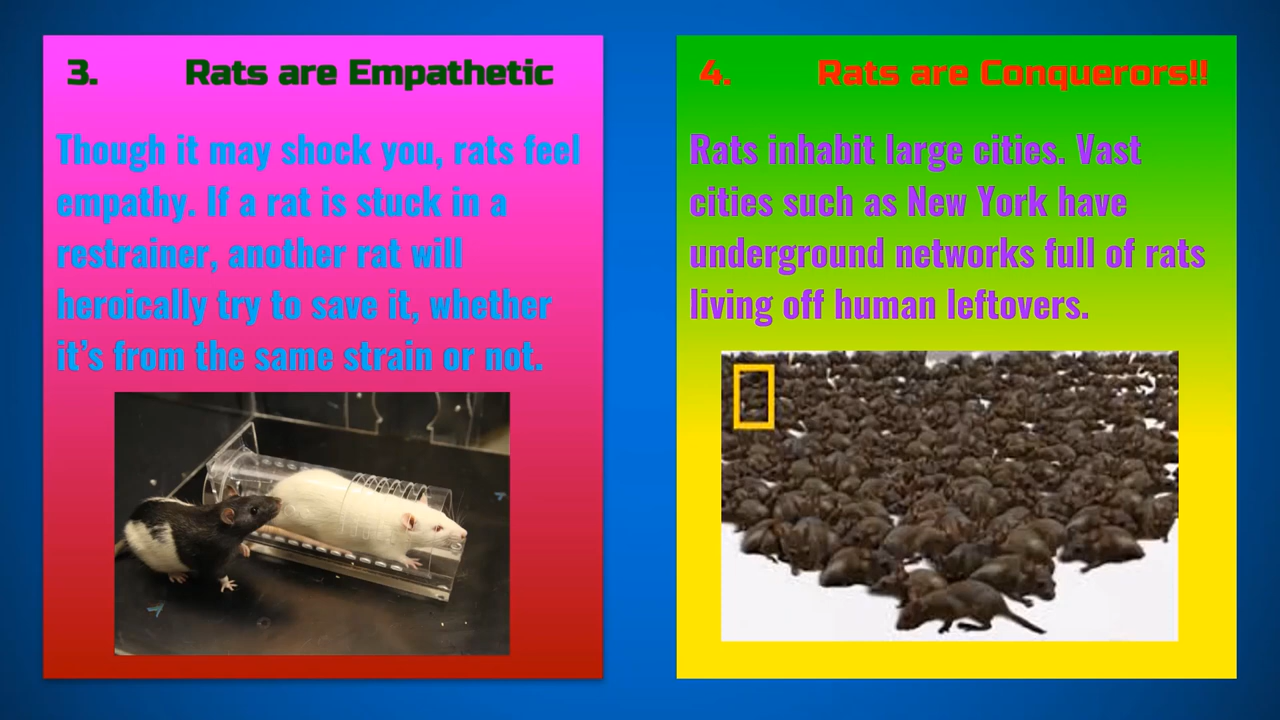 3. Rats are Empathetic
Though it may shock you, rats feel
empathy. If a rat is stuck in a
restrainer, another rat will
heroically try to save it, whether
it's from the same strain or not.
4. Rats are Conquerors!!
Rats inhabit large cities. Vast
cities such as New York have
underground networks full of rats
living off human leftovers.